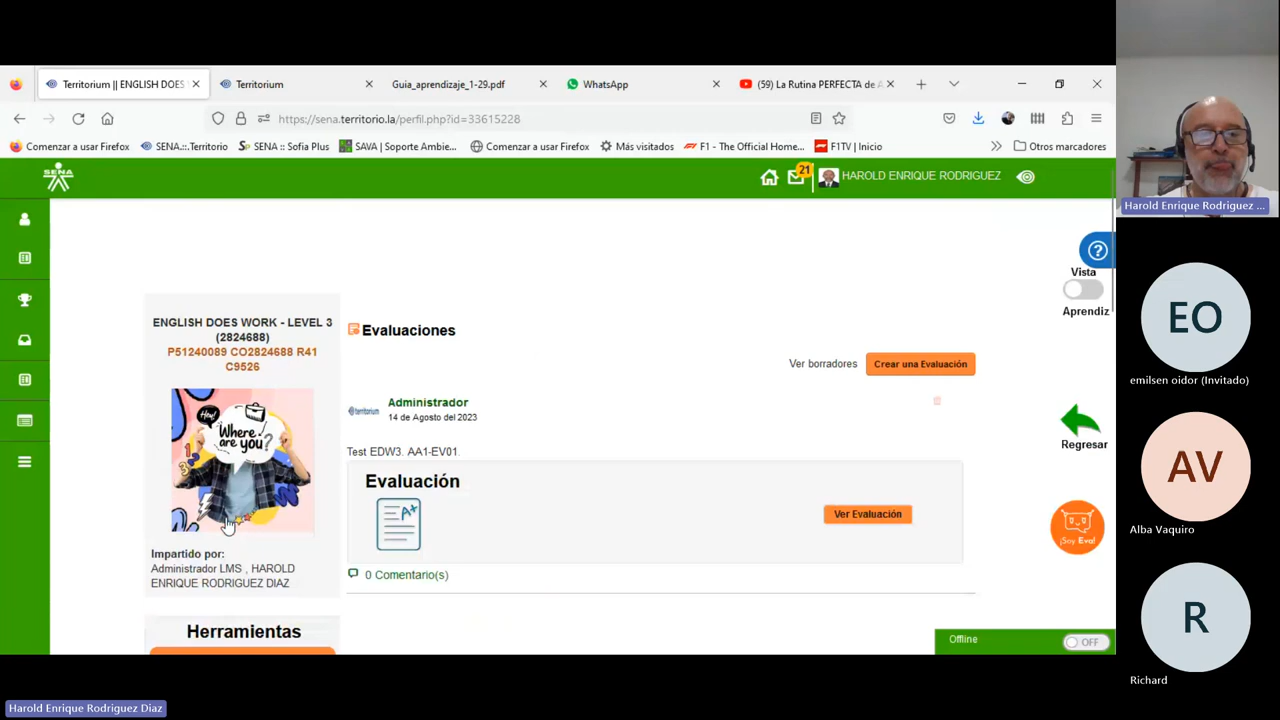 Territorium || ENGLISH DOES
Territorium
Guia_aprendizaje_1-29.pdf
WhatsApp
(59) La Rutina PERFECTA de A
https://sena.territorio.la/perfil.php?id=33615228
Comenzar a usar Firefox
SENA.::.Territorio
SENA :: Sofia Plus
SAVA | Soporte Ambie...
Comenzar a usar Firefox
Más visitados
F1 - The Official Home...
F1TV | Inicio
Otros marcadores
SENA
21
HAROLD ENRIQUE RODRIGUEZ
Vista
Aprendiz
ENGLISH DOES WORK - LEVEL 3
(2824688)
P51240089 CO2824688 R41
C9526
Hey!
Where
are you?
Impartido por:
Administrador LMS , HAROLD
ENRIQUE RODRIGUEZ DIAZ
Herramientas
Evaluaciones
Ver borradores
Crear una Evaluación
territorium
Administrador
14 de Agosto del 2023
Test EDW3. AA1-EV01.
Evaluación
A+
Ver Evaluación
0 Comentario(s)
Regresar
¡Soy Eva!
Offline
OFF
Harold Enrique Rodriguez ...
EO
emilsen oidor (Invitado)
AV
Alba Vaquiro
R
Richard
Harold Enrique Rodriguez Diaz